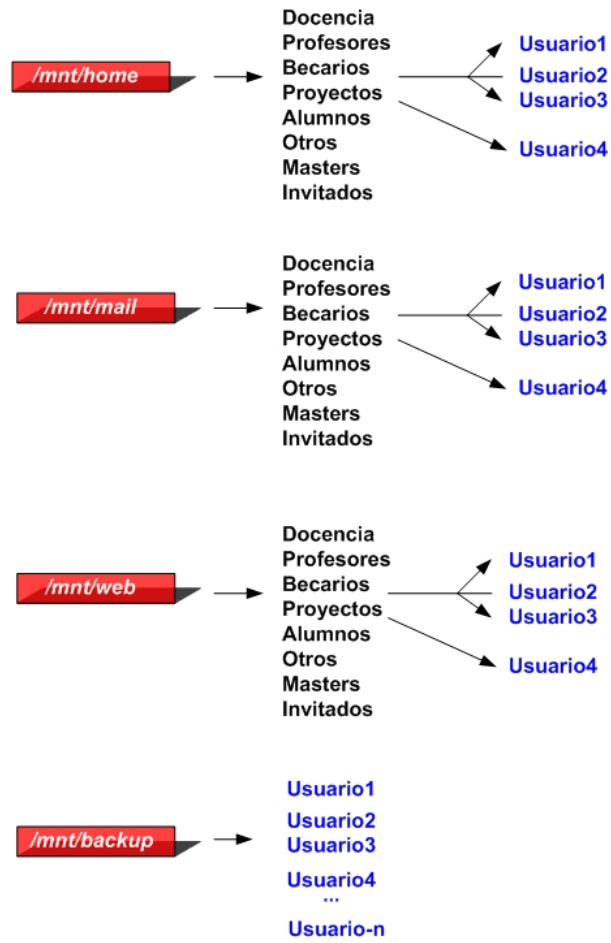 /mnt/home
Docencia
Profesores
Becarios
Proyectos
Alumnos
Otros
Masters
Invitados
Usuario1
Usuario2
Usuario3
Usuario4
/mnt/mail
Docencia
Profesores
Becarios
Proyectos
Alumnos
Otros
Masters
Invitados
Usuario1
Usuario2
Usuario3
Usuario4
/mnt/web
Docencia
Profesores
Becarios
Proyectos
Alumnos
Otros
Masters
Invitados
Usuario1
Usuario2
Usuario3
Usuario4
/mnt/backup
Usuario1
Usuario2
Usuario3
Usuario4
...
Usuario-n